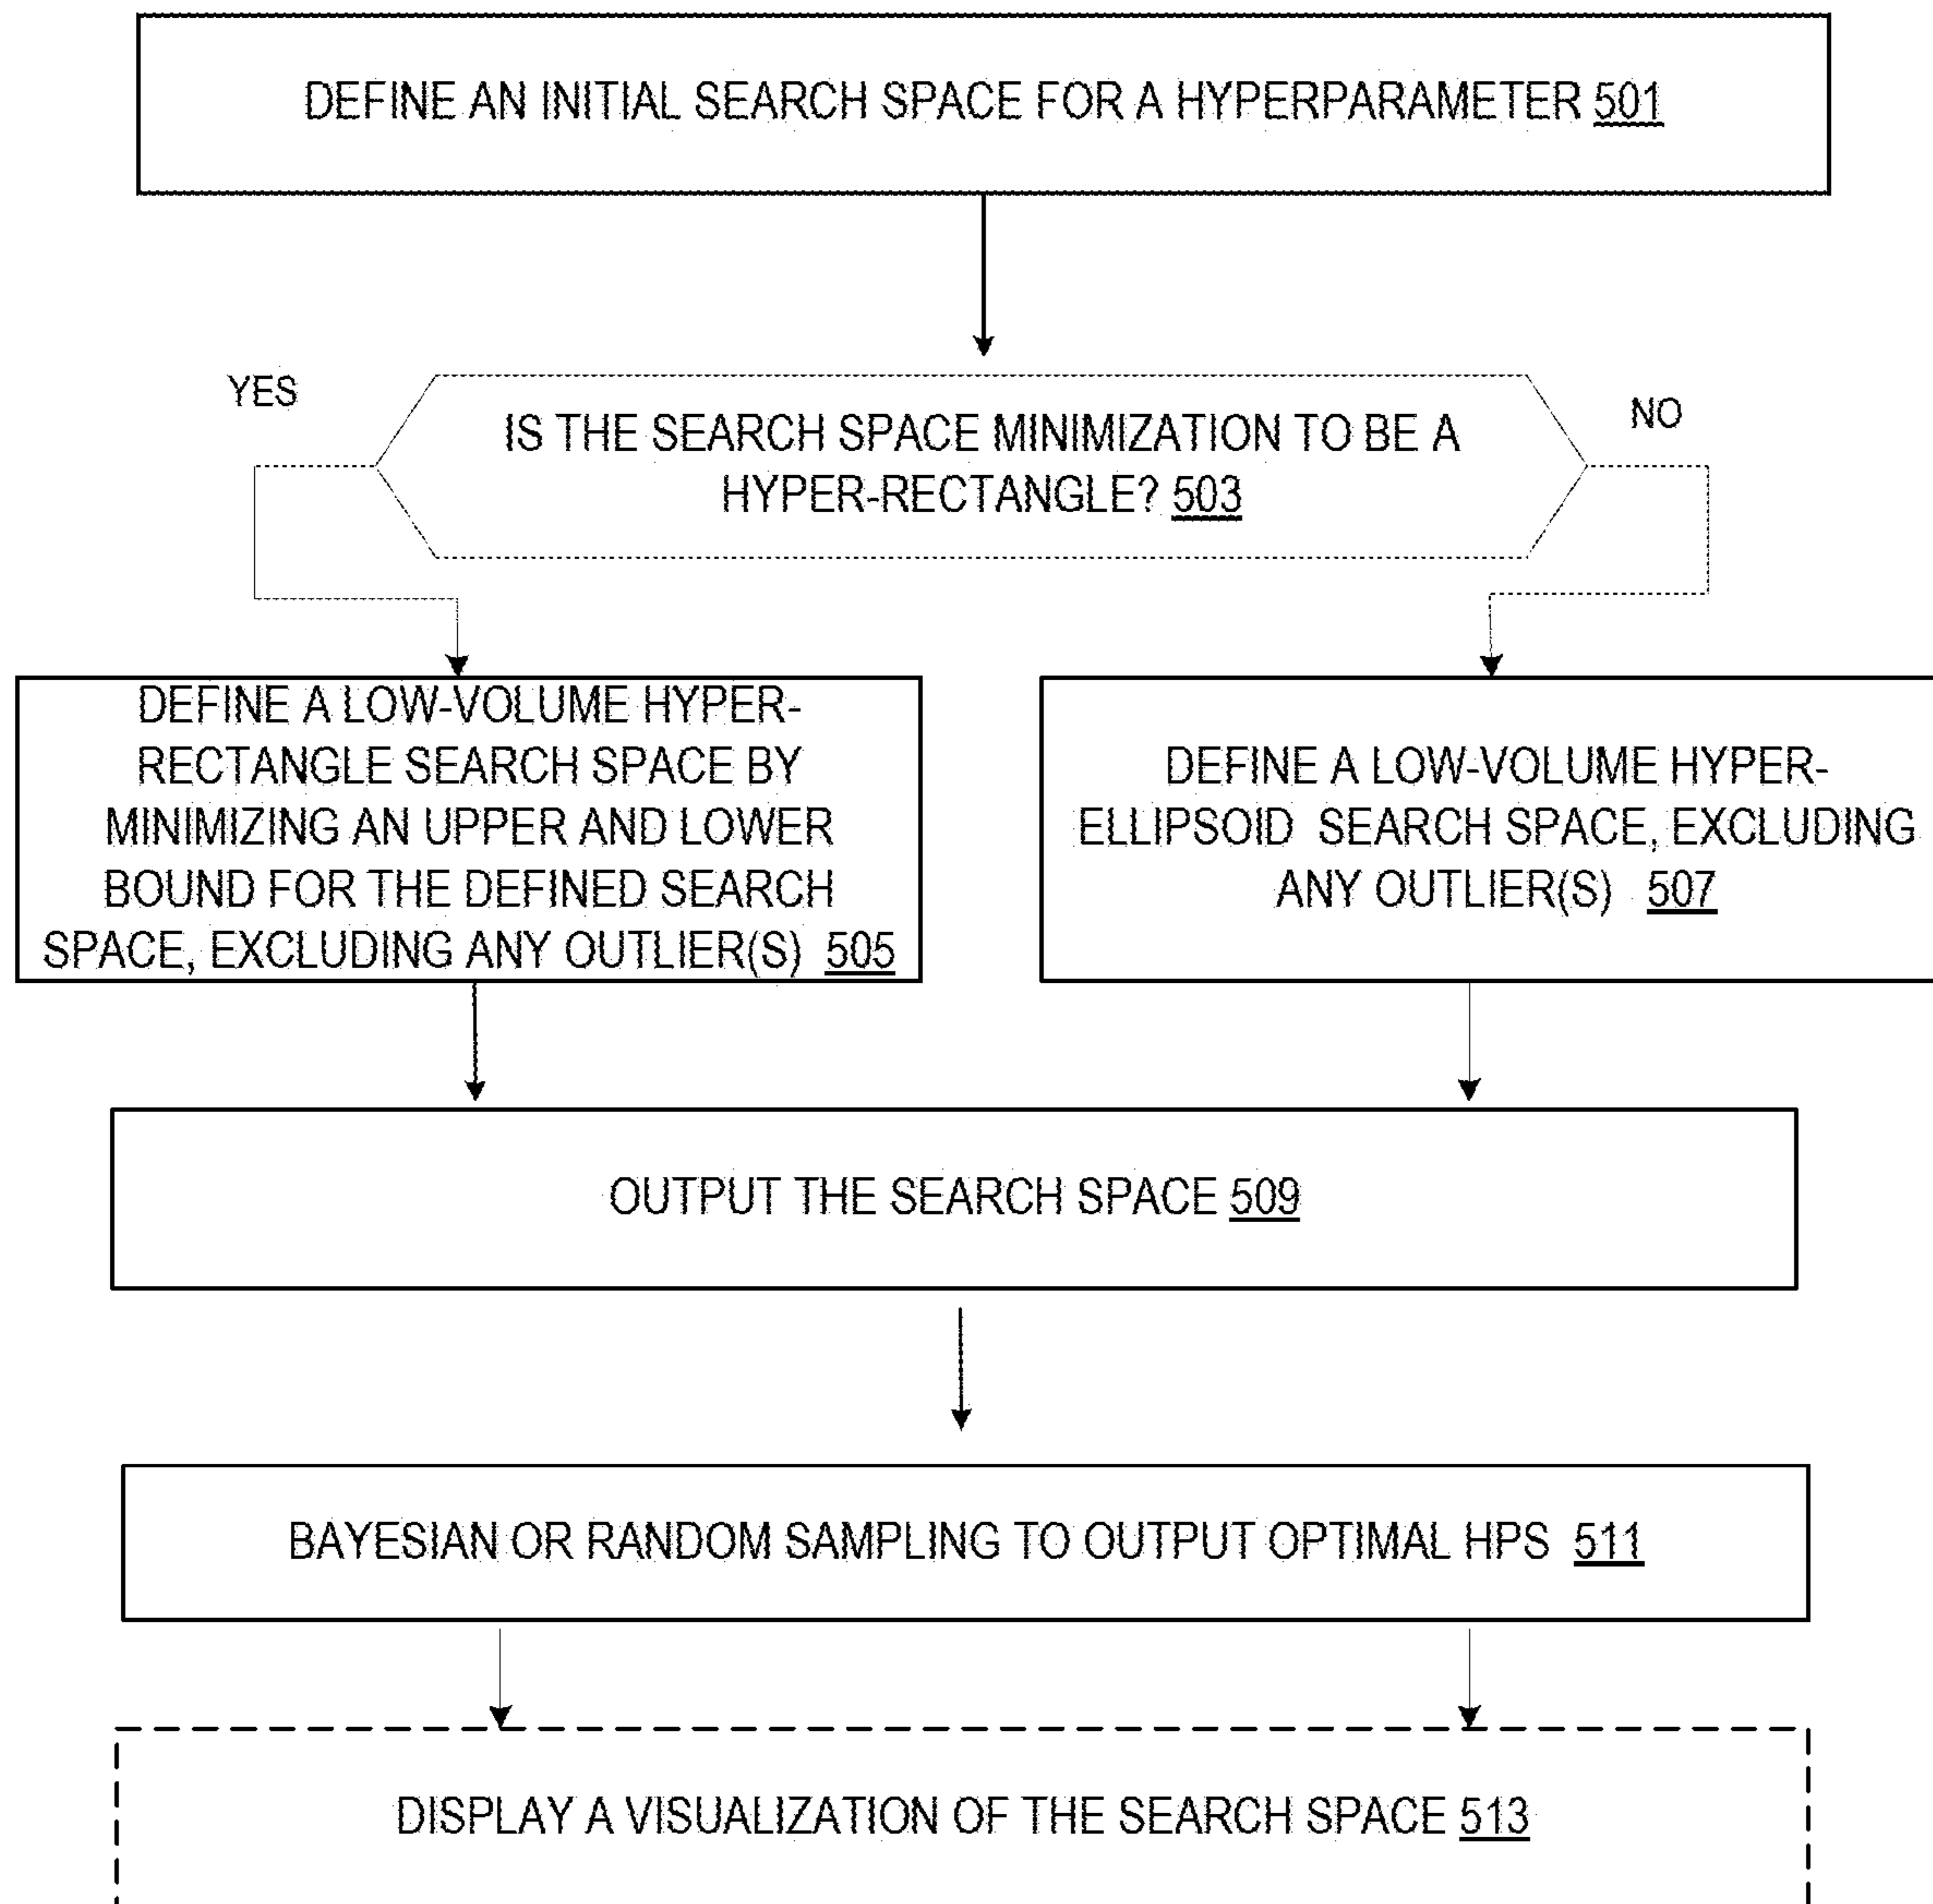 DEFINE AN INITIAL SEARCH SPACE FOR A HYPERPARAMETER 501
YES
NO
IS THE SEARCH SPACE MINIMIZATION TO BE A
HYPER-RECTANGLE? 503
DEFINE A LOW-VOLUME HYPER-
RECTANGLE SEARCH SPACE BY
MINIMIZING AN UPPER AND LOWER
BOUND FOR THE DEFINED SEARCH
SPACE, EXCLUDING ANY OUTLIER(S) 505
DEFINE A LOW-VOLUME HYPER-
ELLIPSOID SEARCH SPACE, EXCLUDING
ANY OUTLIER(S) 507
OUTPUT THE SEARCH SPACE 509
BAYESIAN OR RANDOM SAMPLING TO OUTPUT OPTIMAL HPS 511
DISPLAY A VISUALIZATION OF THE SEARCH SPACE 513